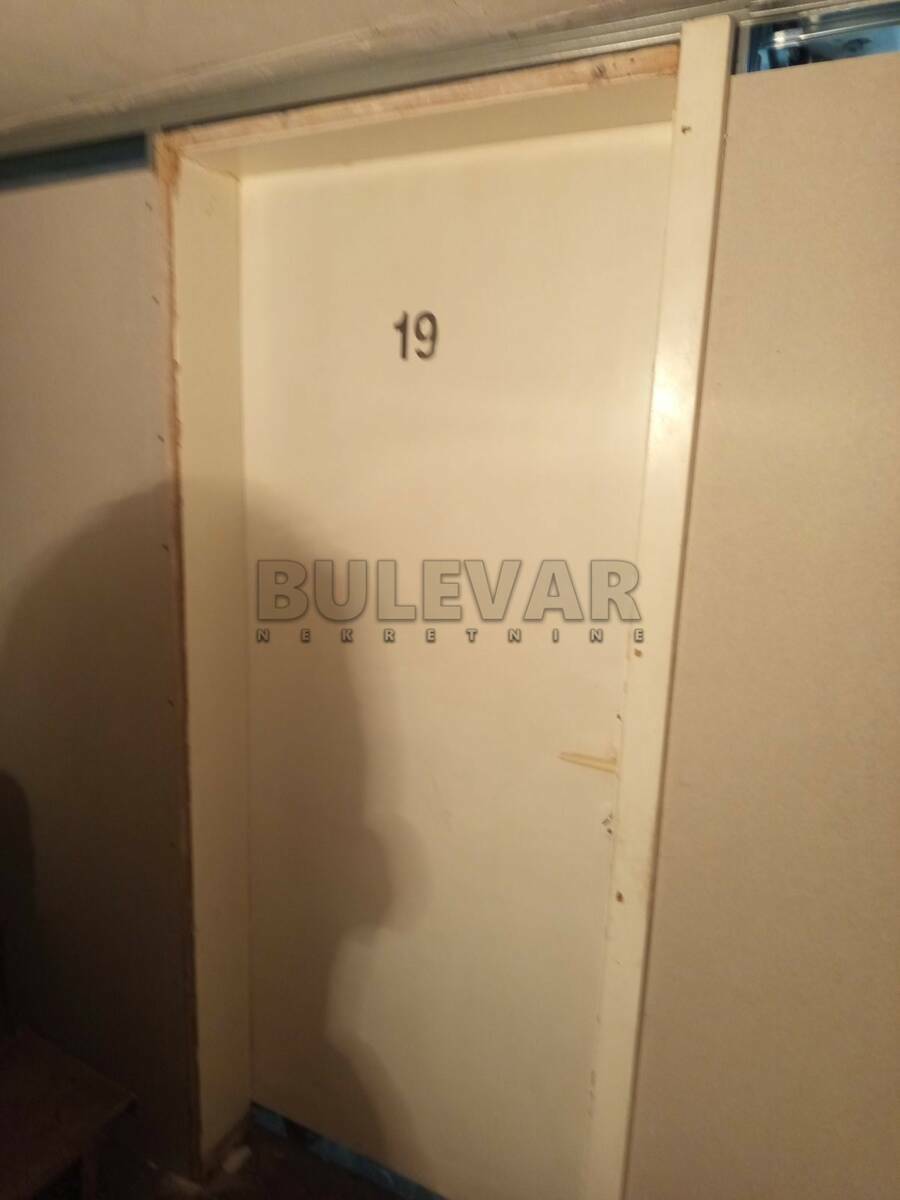 19
BULEVAR
NEKRETNINE